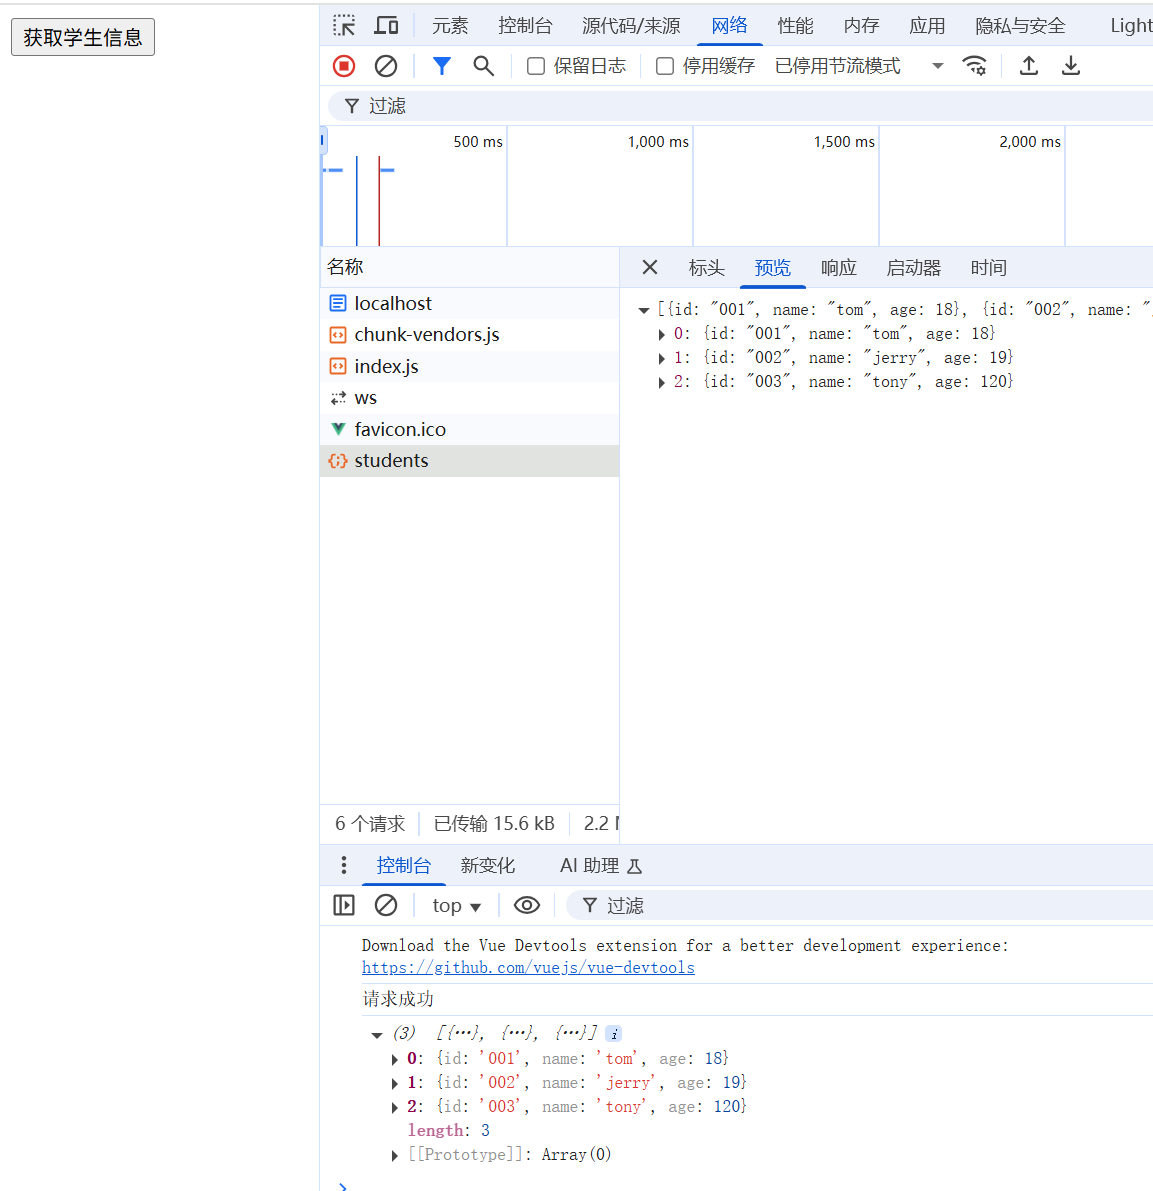 获取学生信息
元素 控制台 源代码/来源 网络 性能 内存 应用 隐私与安全 Light
保留日志 停用缓存 已停用节流模式
过滤
500 ms 1,000 ms 1,500 ms 2,000 ms
名称
标头 预览 响应 启动器 时间
localhost
chunk-vendors.js
index.js
ws
favicon.ico
students
[{id: "001", name: "tom", age: 18}, {id: "002", name: "
0: {id: "001", name: "tom", age: 18}
1: {id: "002", name: "jerry", age: 19}
2: {id: "003", name: "tony", age: 120}
6 个请求 已传输 15.6 kB 2.2
控制台 新变化 AI 助理
top 过滤
Download the Vue Devtools extension for a better development experience:
https://github.com/vuejs/vue-devtools
请求成功
(3) [{…}, {…}, {…}] i
0: {id: '001', name: 'tom', age: 18}
1: {id: '002', name: 'jerry', age: 19}
2: {id: '003', name: 'tony', age: 120}
length: 3
[[Prototype]]: Array(0)